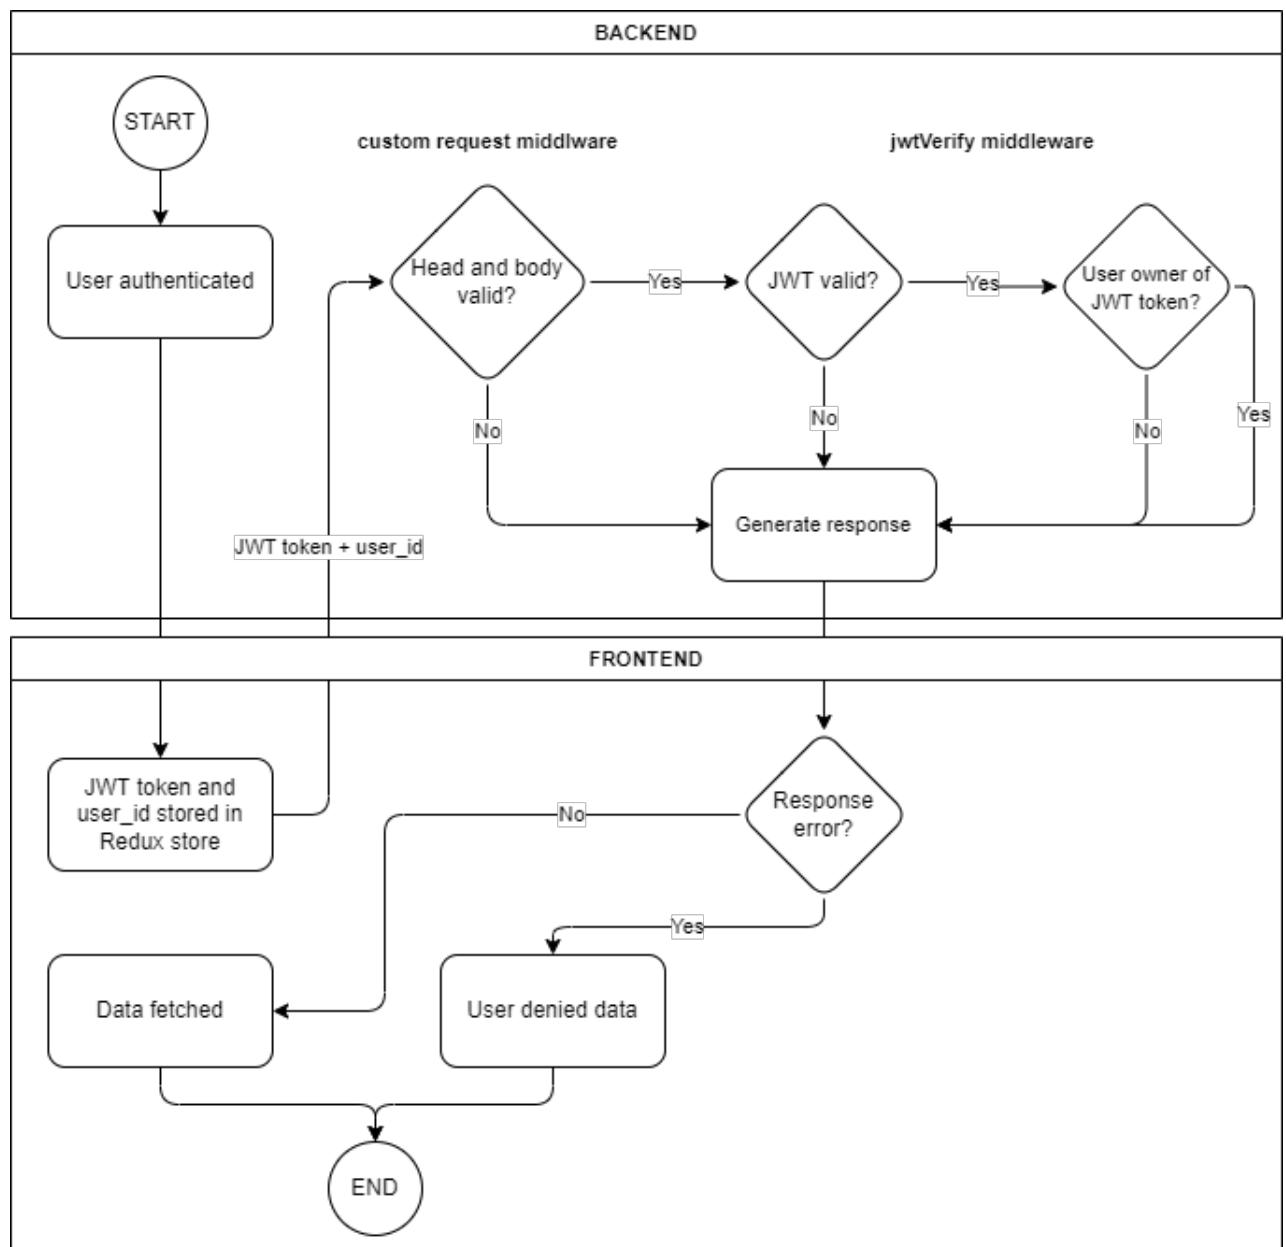 BACKEND
START
custom request middlware
jwtVerify middleware
User authenticated
Head and body
valid?
Yes
JWT valid?
Yes
User owner of
JWT token?
No
No
No
Yes
Generate response
JWT token + user_id
FRONTEND
JWT token and
user_id stored in
Redux store
No
Response
error?
Yes
Data fetched
User denied data
END